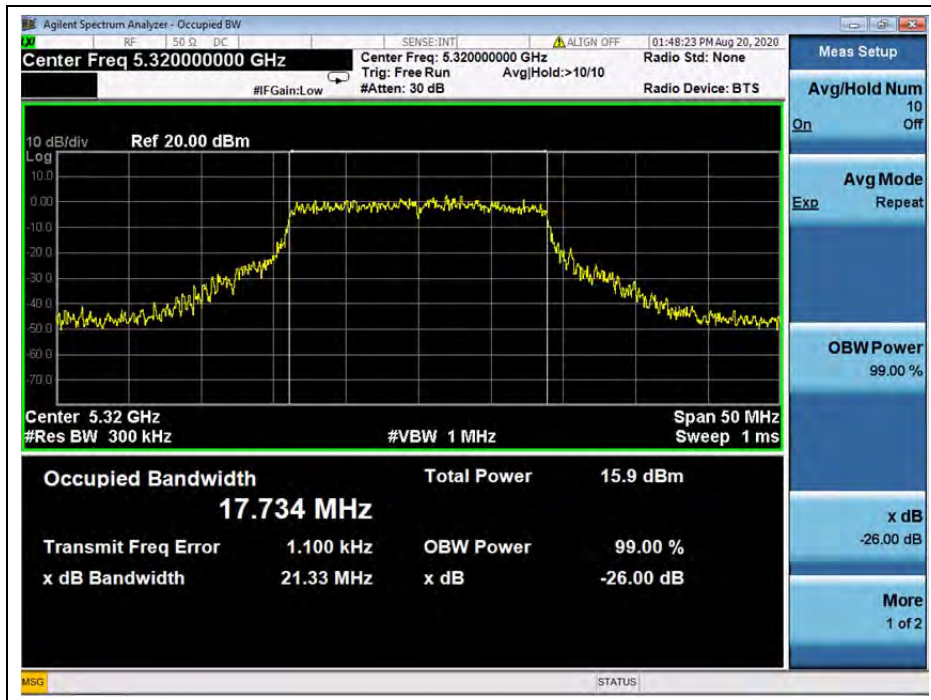 Agilent Spectrum Analyzer - Occupied BW
LXI RF 50 Ω DC SENSE:INT ALIGN OFF 01:48:23 PM Aug 20, 2020
Center Freq 5.320000000 GHz
Center Freq: 5.320000000 GHz Radio Std: None
Trig: Free Run Avg|Hold:>10/10
#IFGain:Low #Atten: 30 dB Radio Device: BTS
10 dB/div Ref 20.00 dBm
Log
10.0
0.00
-10.0
-20.0
-30.0
-40.0
-50.0
-60.0
-70.0
Center 5.32 GHz Span 50 MHz
#Res BW 300 kHz #VBW 1 MHz Sweep 1 ms
Occupied Bandwidth Total Power 15.9 dBm
17.734 MHz
Transmit Freq Error 1.100 kHz OBW Power 99.00 %
x dB Bandwidth 21.33 MHz x dB -26.00 dB
Meas Setup
Avg/Hold Num
10
On Off
Avg Mode
Exp Repeat
OBW Power
99.00 %
x dB
-26.00 dB
More
1 of 2
MSG STATUS